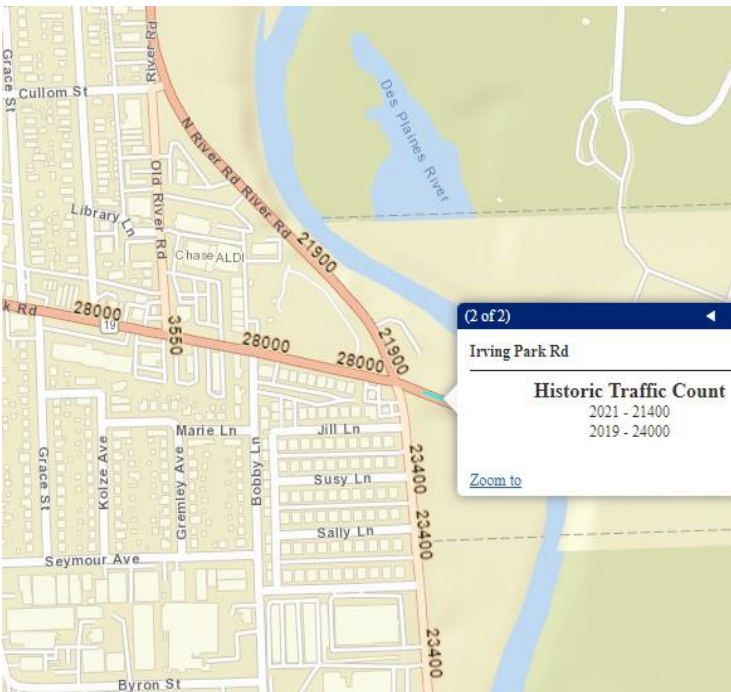 Grace St
Cullom St
River Rd
N River Rd River Rd
Des Plaines River
Old River Rd
Library Ln
Chase ALDI
21900
k Rd
28000
19
3550
28000
28000
21900
(2 of 2)
Irving Park Rd
Historic Traffic Count
2021 - 21400
2019 - 24000
Zoom to
Marie Ln
Jill Ln
Grace St
Kolze Ave
Gremley Ave
Bobby Ln
Susy Ln
23400
Sally Ln
23400
Seymour Ave
23400
Byron St